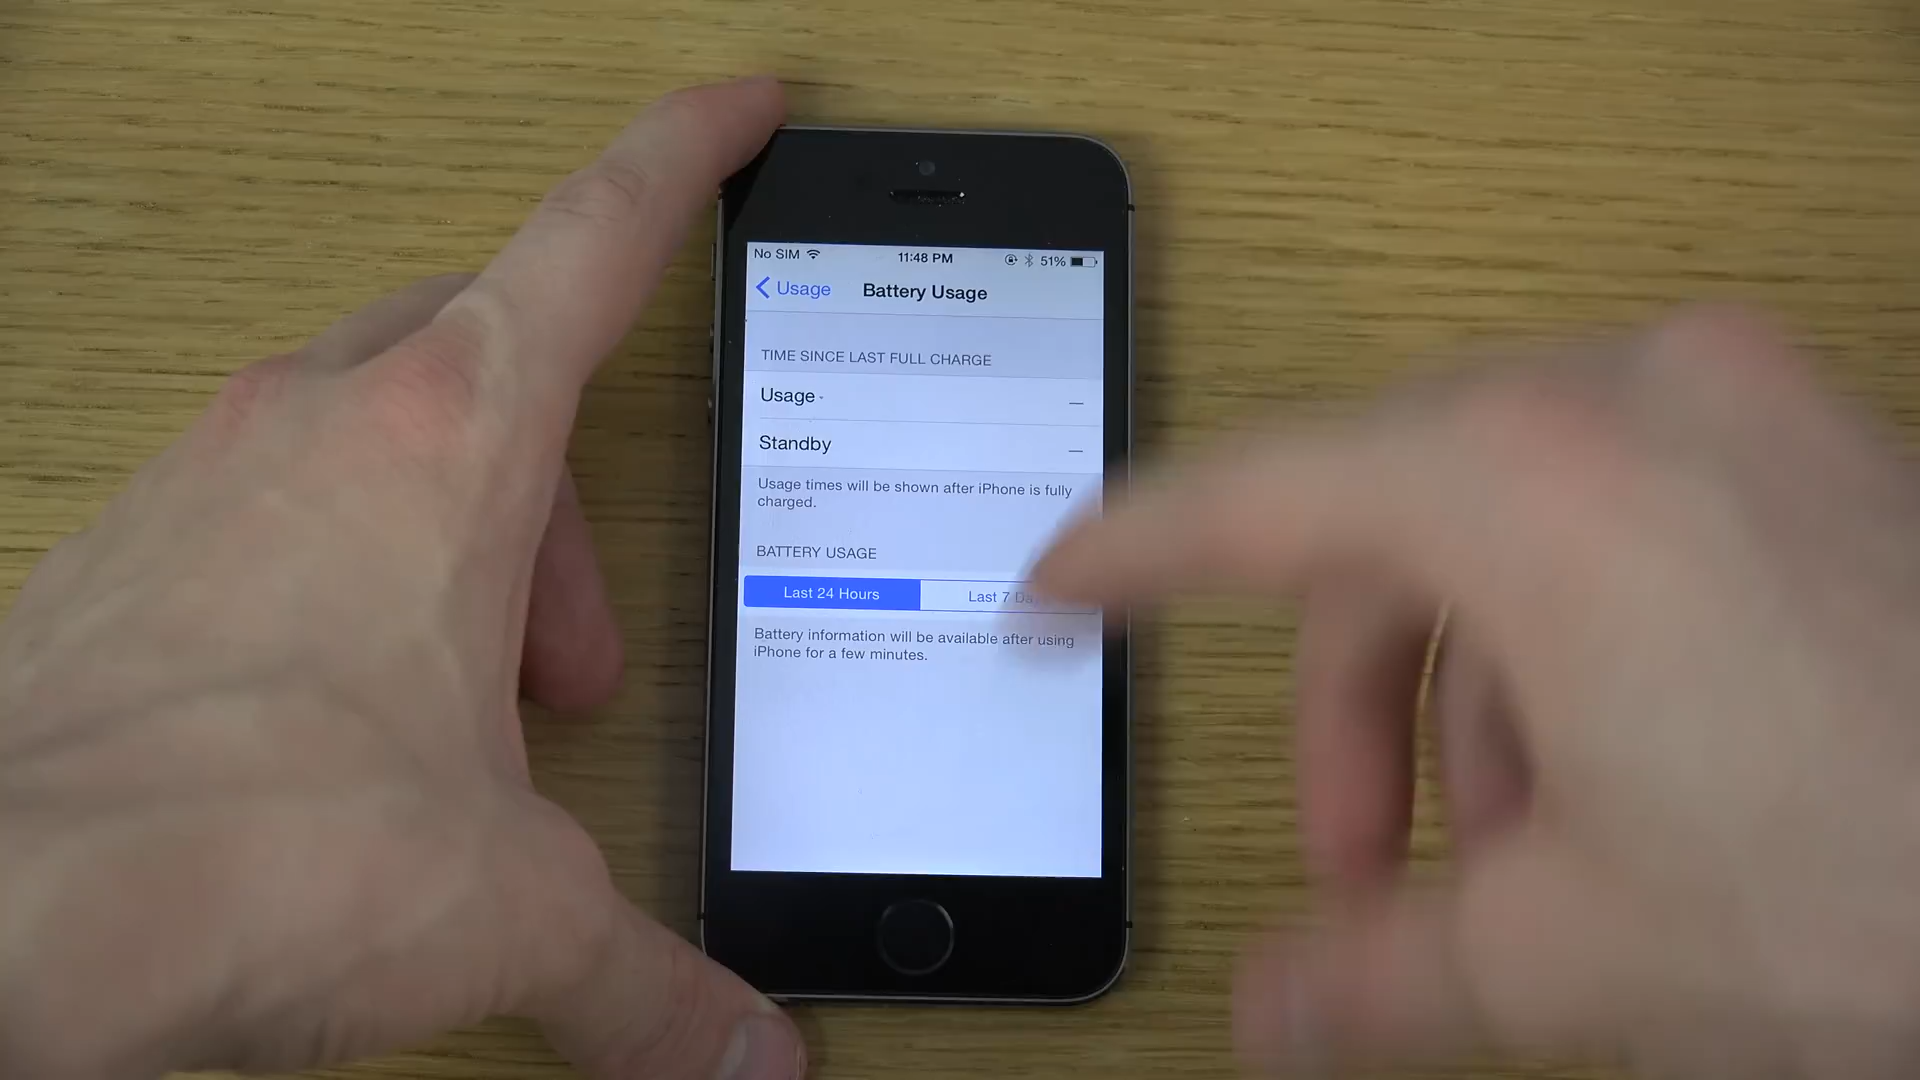 No SIM 11:48 PM 51%
Usage Battery Usage
TIME SINCE LAST FULL CHARGE
Usage –
Standby –
Usage times will be shown after iPhone is fully
charged.
BATTERY USAGE
Last 24 Hours Last 7
Battery information will be available after using
iPhone for a few minutes.